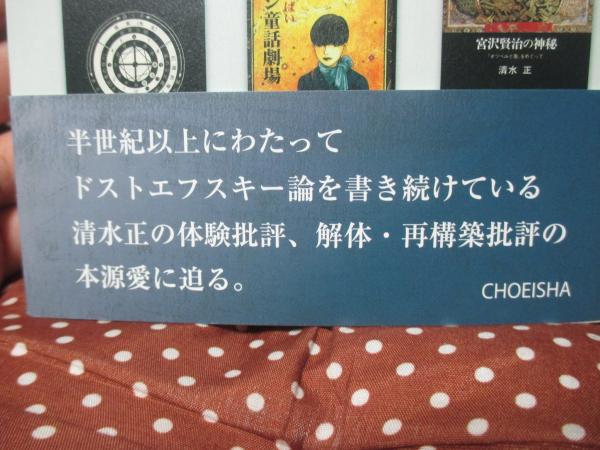 ぱい
ン童話劇場
宮沢賢治の神秘
清水 正
半世紀以上にわたって
ドストエフスキー論を書き続けている
清水正の体験批評、解体・再構築批評の
本源愛に迫る。
CHOEISHA